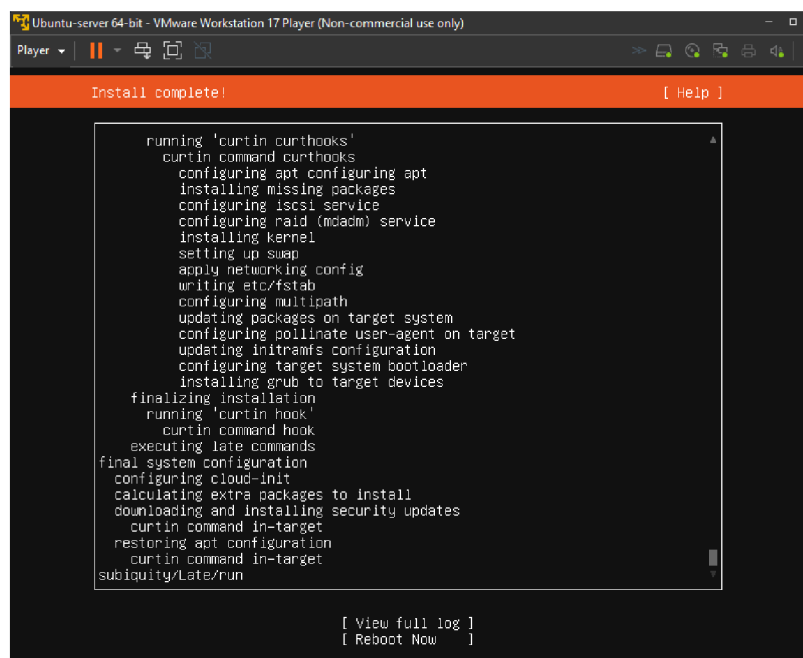 Ubuntu-server 64-bit - VMware Workstation 17 Player (Non-commercial use only)
Player
Install complete! [ Help ]
running 'curtin curthooks'
curtin command curthooks
configuring apt configuring apt
installing missing packages
configuring iscsi service
configuring raid (mdadm) service
installing kernel
setting up swap
apply networking config
writing etc/fstab
configuring multipath
updating packages on target system
configuring pollinate user-agent on target
updating initramfs configuration
configuring target system bootloader
installing grub to target devices
finalizing installation
running 'curtin hook'
curtin command hook
executing late commands
final system configuration
configuring cloud-init
calculating extra packages to install
downloading and installing security updates
curtin command in-target
restoring apt configuration
curtin command in-target
subiquity/Late/run
[ View full log ]
[ Reboot Now ]